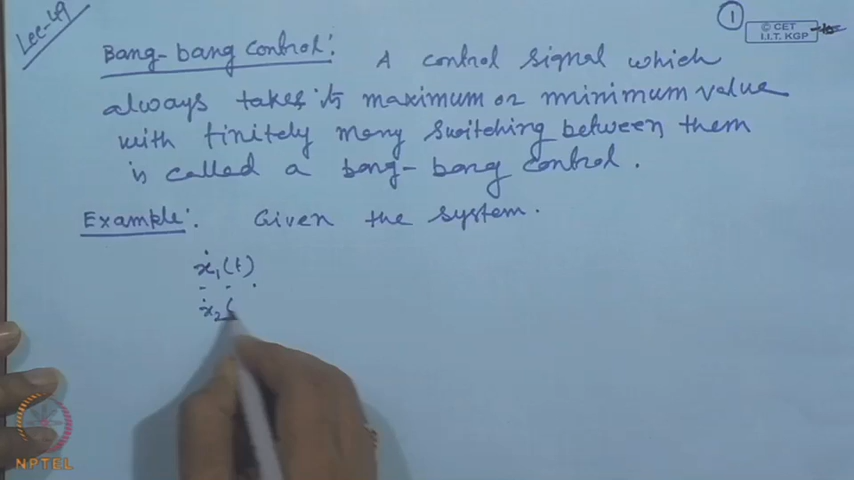 Lec-49
1
© CET
I.I.T. KGP
Bang-bang Control: A control signal which
always takes its maximum or minimum value
with finitely many switching between them
is called a bang-bang control.
Example: Given the system.
ẋ₁(t)
ẋ₂(
NPTEL